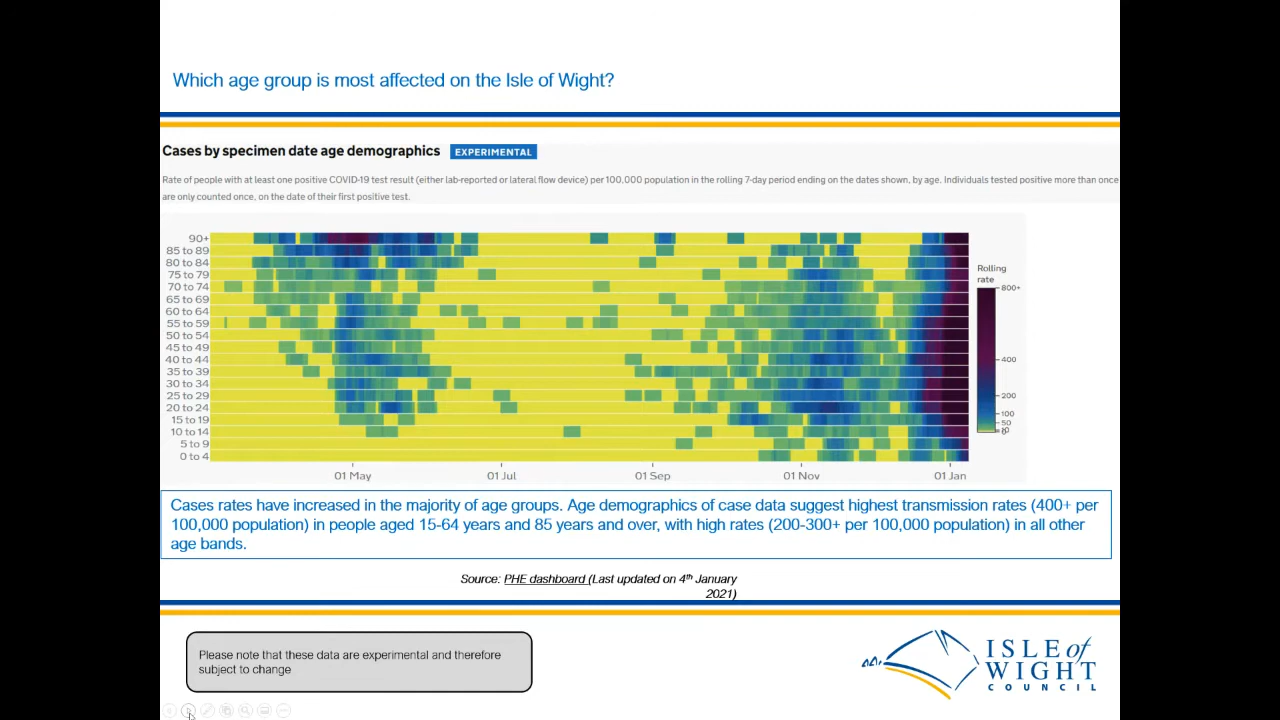 Which age group is most affected on the Isle of Wight?
Cases by specimen date age demographics EXPERIMENTAL
Rate of people with at least one positive COVID-19 test result (either lab-reported or lateral flow device) per 100,000 population in the rolling 7-day period ending on the dates shown, by age. Individuals tested positive more than once
are only counted once, on the date of their first positive test.
90+
85 to 89
80 to 84
75 to 79
70 to 74
65 to 69
60 to 64
55 to 59
50 to 54
45 to 49
40 to 44
35 to 39
30 to 34
25 to 29
20 to 24
15 to 19
10 to 14
5 to 9
0 to 4
01 May 01 Jul 01 Sep 01 Nov 01 Jan
Rolling
rate
800+
400
200
100
50
Cases rates have increased in the majority of age groups. Age demographics of case data suggest highest transmission rates (400+ per
100,000 population) in people aged 15-64 years and 85 years and over, with high rates (200-300+ per 100,000 population) in all other
age bands.
Source: PHE dashboard (Last updated on 4th January
2021)
Please note that these data are experimental and therefore
subject to change
ISLE of
WIGHT
COUNCIL